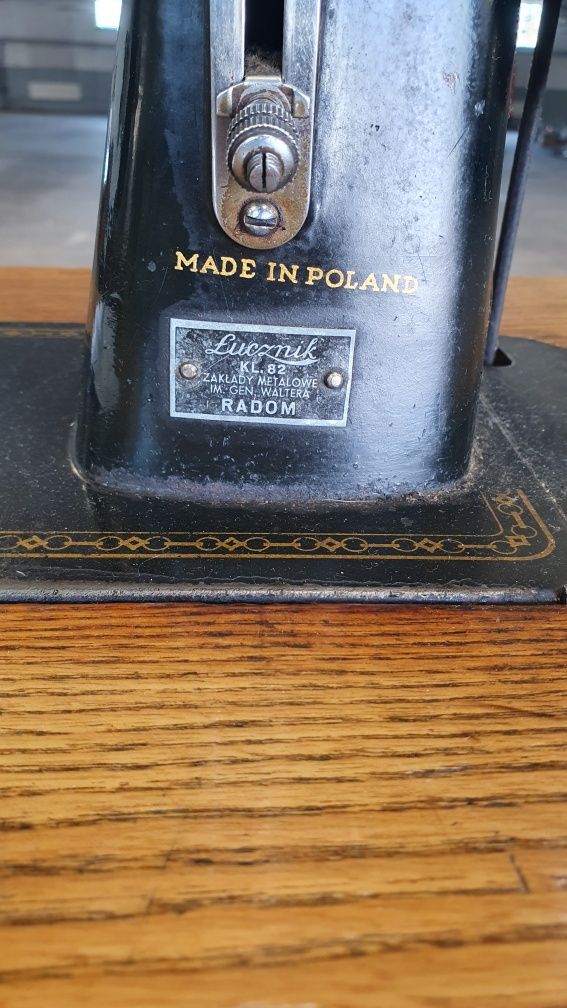 MADE IN POLAND
Łucznik
KL. 82
ZAKŁADY METALOWE
IM. GEN. WALTERA
RADOM